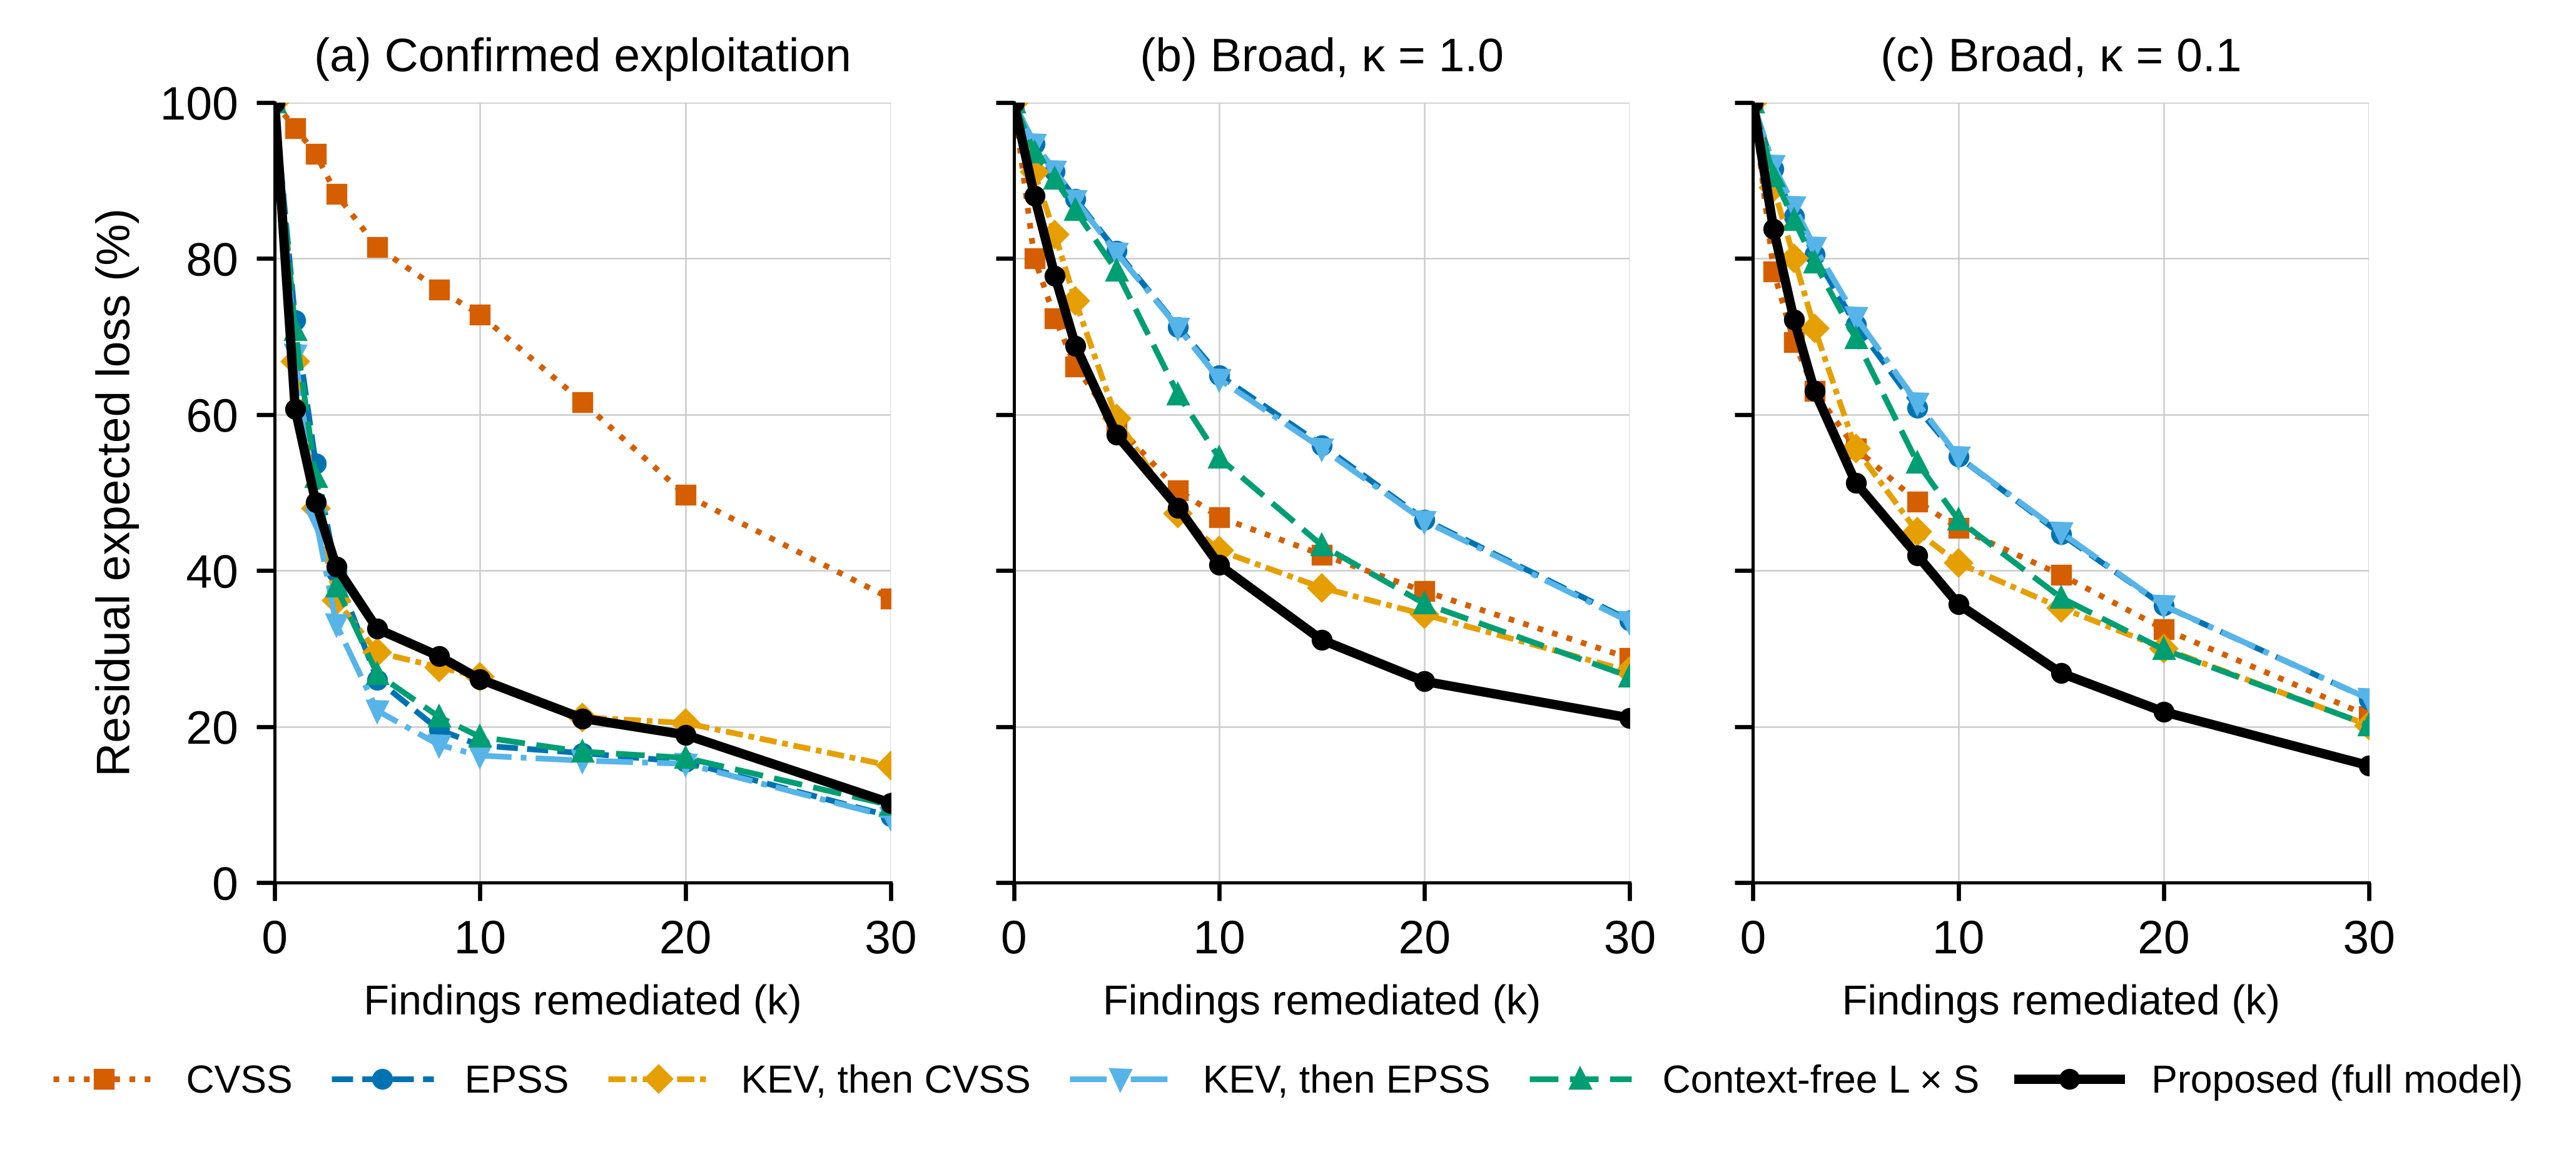 (a) Confirmed exploitation
(b) Broad, κ = 1.0
(c) Broad, κ = 0.1
Residual expected loss (%)
100
80
60
40
20
0
0 10 20 30
0 10 20 30
0 10 20 30
Findings remediated (k)
Findings remediated (k)
Findings remediated (k)
CVSS
EPSS
KEV, then CVSS
KEV, then EPSS
Context-free L × S
Proposed (full model)